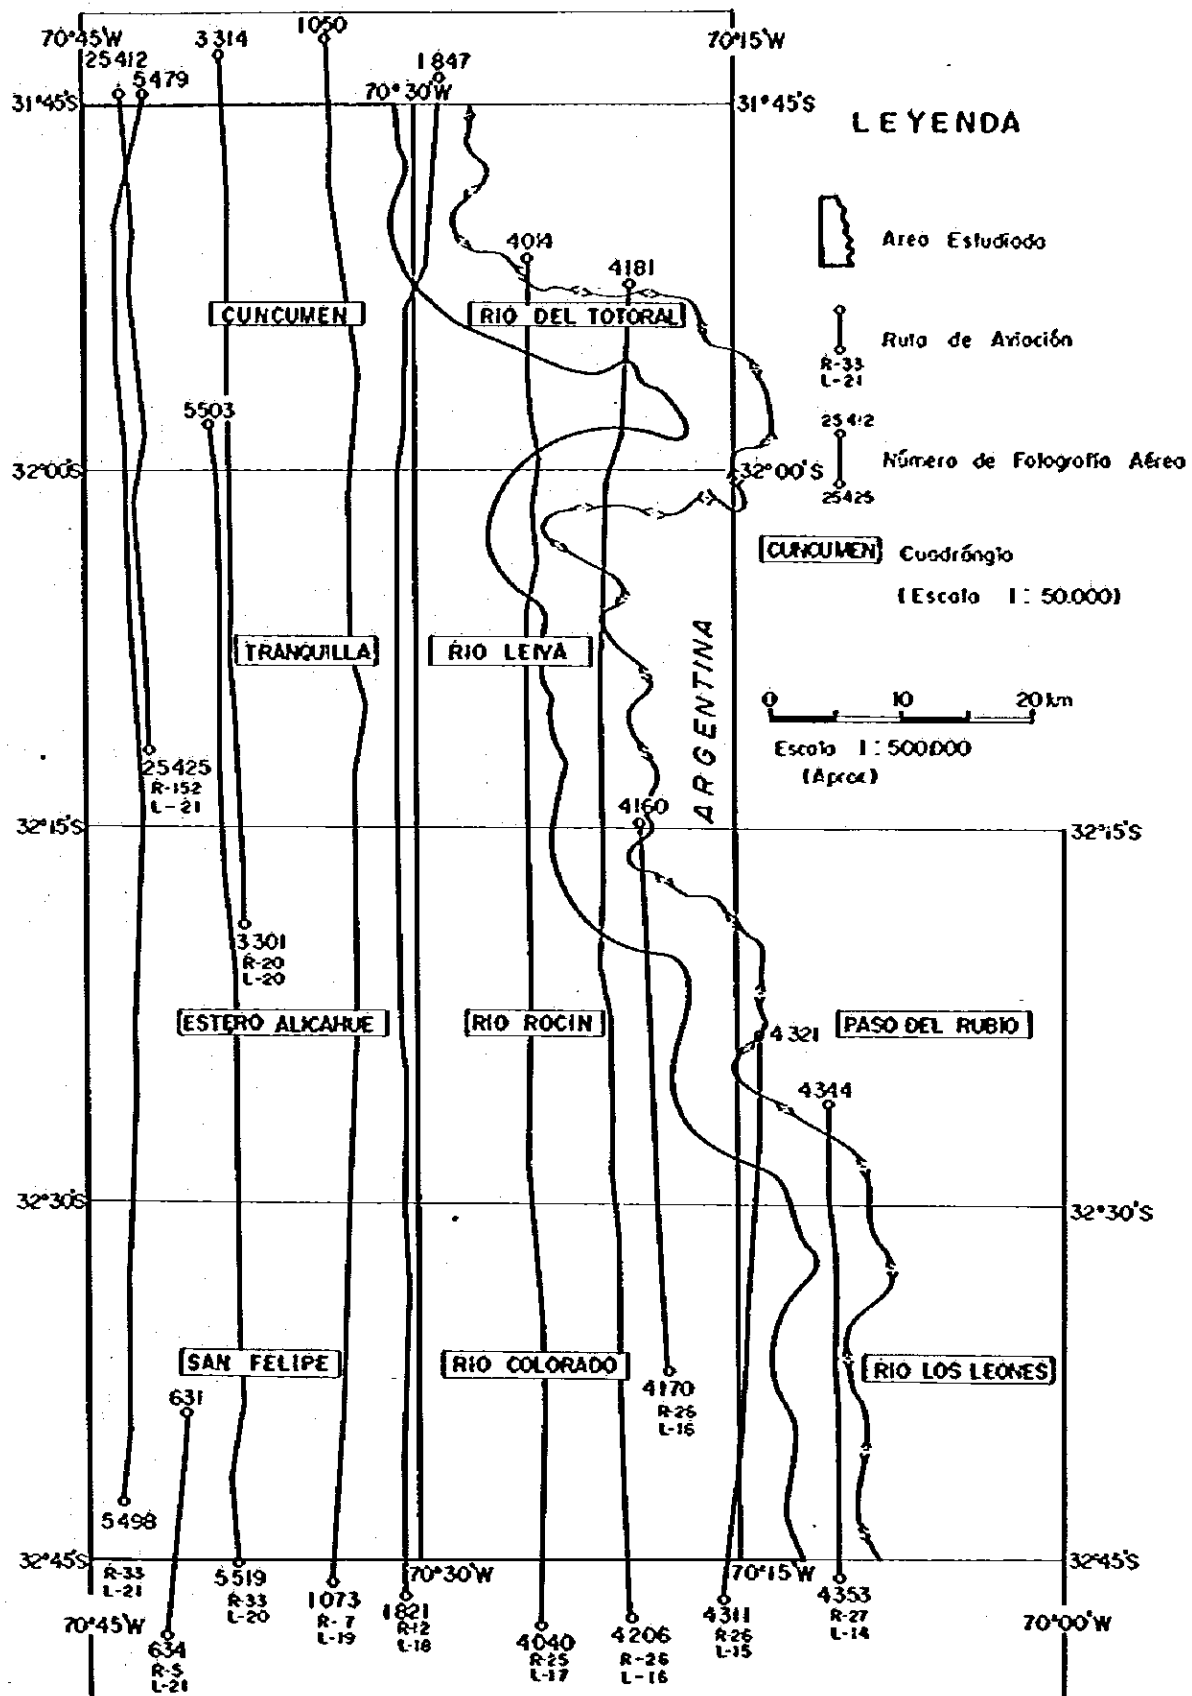 70°45'W
3314
1050
70°15'W
25412
5479
1847
70°30'W
31°45'S
31°45'S
LEYENDA
Area Estudiada
4014
4181
CUNCUMEN
RIO DEL TOTORAL
Ruta de Aviación
R-33
L-21
5503
25412
32°00'S
32°00'S
Número de Fotografía Aérea
25425
CUNCUMEN
Cuadrángio
(Escala 1:50.000)
TRANQUILLA
RIO LEIVA
ARGENTINA
0 10 20 km
Escala 1:500000
(Aprox)
25425
R-152
L-21
4160
32°15'S
32°15'S
3301
R-20
L-20
ESTERO ALICAHUE
RIO ROCIN
4321
PASO DEL RUBIO
4344
32°30'S
32°30'S
SAN FELIPE
RIO COLORADO
RIO LOS LEONES
631
4170
R-26
L-16
5498
32°45'S
32°45'S
R-33
L-21
5519
R-33
L-20
1073
R-7
L-19
70°30'W
1821
R-12
L-18
70°15'W
4311
R-26
L-15
4353
R-27
L-14
70°45'W
70°00'W
634
R-5
L-21
4040
R-25
L-17
4206
R-26
L-16